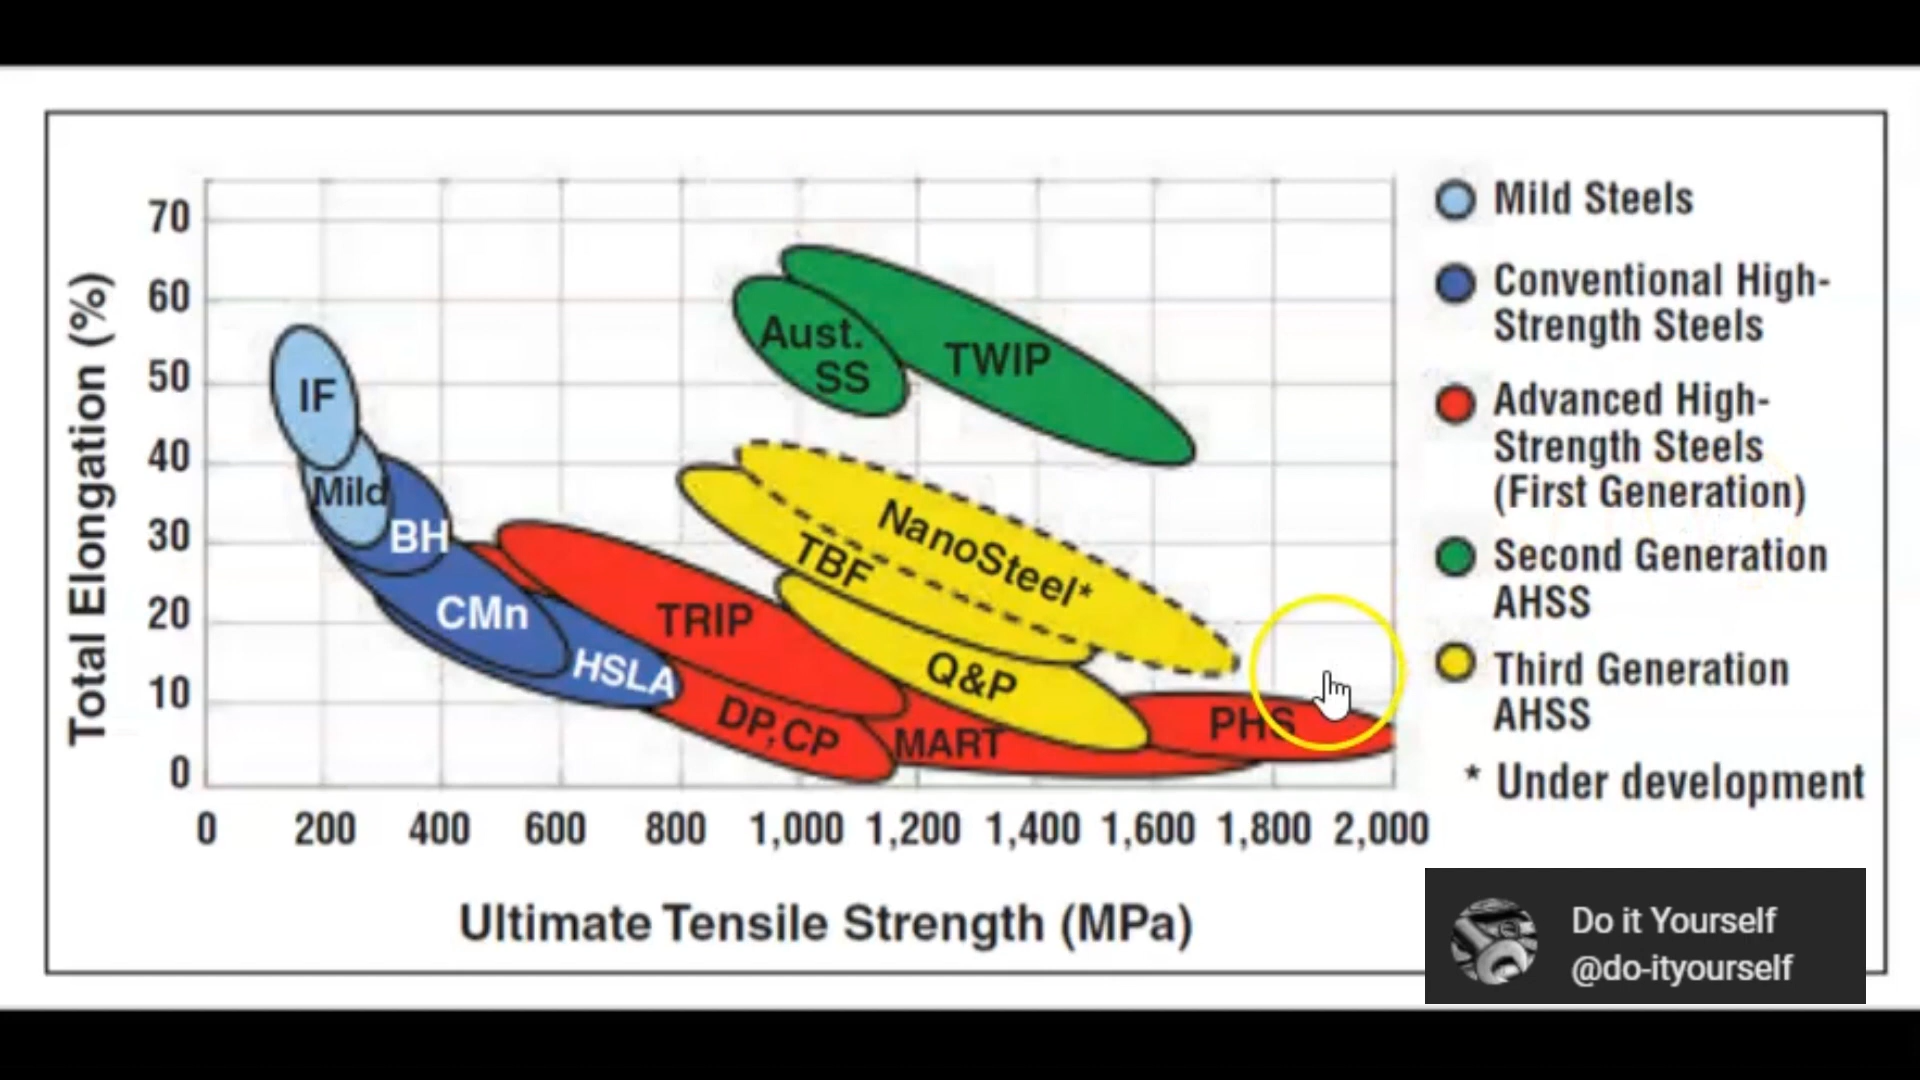 70
60
50
40
30
20
10
0
Total Elongation (%)
0 200 400 600 800 1,000 1,200 1,400 1,600 1,800 2,000
Ultimate Tensile Strength (MPa)
IF
Mild
BH
CMn
HSLA
TRIP
DP,CP
MART
PHS
Q&P
TBF
NanoSteel*
Aust.
SS
TWIP
Mild Steels
Conventional High-
Strength Steels
Advanced High-
Strength Steels
(First Generation)
Second Generation
AHSS
Third Generation
AHSS
* Under development
Do it Yourself
@do-ityourself